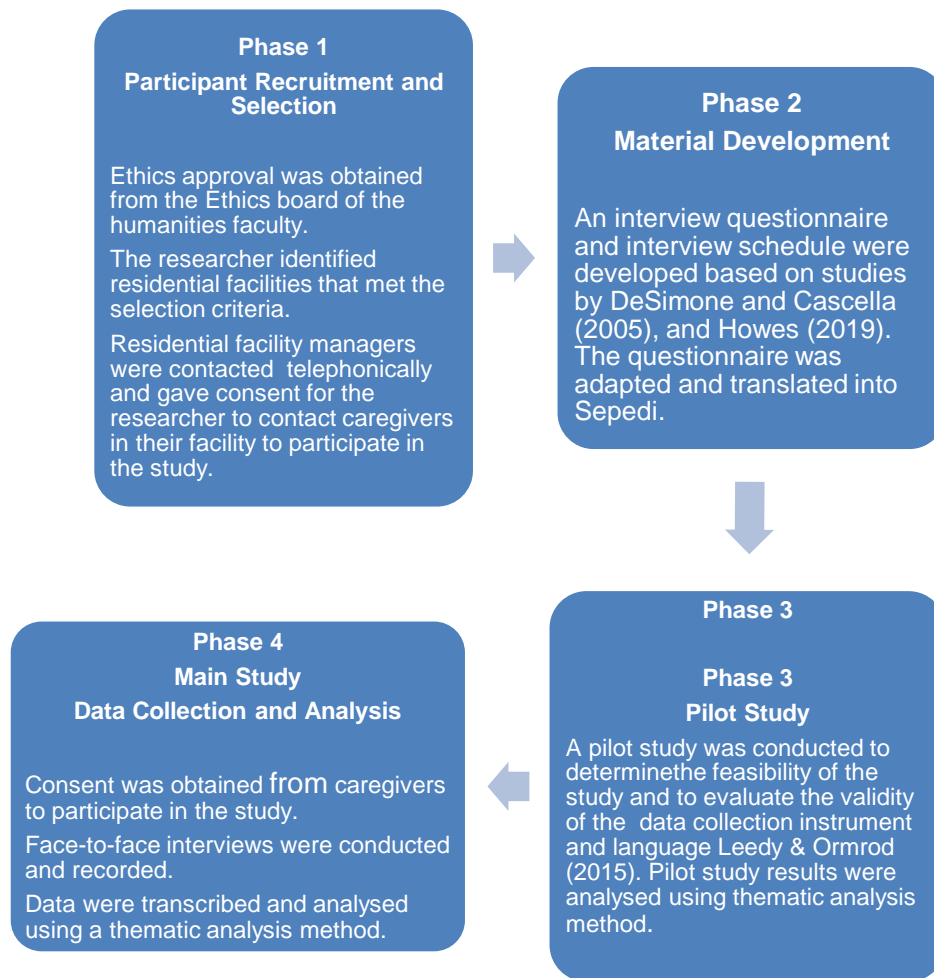 Phase 1
Participant Recruitment and
Selection
Ethics approval was obtained
from the Ethics board of the
humanities faculty.
The researcher identified
residential facilities that met the
selection criteria.
Residential facility managers
were contacted telephonically
and gave consent for the
researcher to contact caregivers
in their facility to participate in
the study.
Phase 2
Material Development
An interview questionnaire
and interview schedule were
developed based on studies
by DeSimone and Cascella
(2005), and Howes (2019).
The questionnaire was
adapted and translated into
Sepedi.
Phase 3
Phase 3
Pilot Study
A pilot study was conducted to
determinethe feasibility of the
study and to evaluate the validity
of the data collection instrument
and language Leedy & Ormrod
(2015). Pilot study results were
analysed using thematic analysis
method.
Phase 4
Main Study
Data Collection and Analysis
Consent was obtained from caregivers
to participate in the study.
Face-to-face interviews were conducted
and recorded.
Data were transcribed and analysed
using a thematic analysis method.